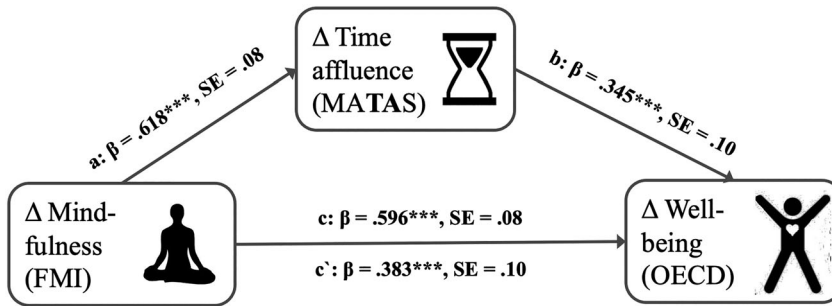 Δ Time
affluence
(MATAS)
a: β = .618***, SE = .08
b: β = .345***, SE = .10
Δ Mind-
fulness
(FMI)
c: β = .596***, SE = .08
c`: β = .383***, SE = .10
Δ Well-
being
(OECD)